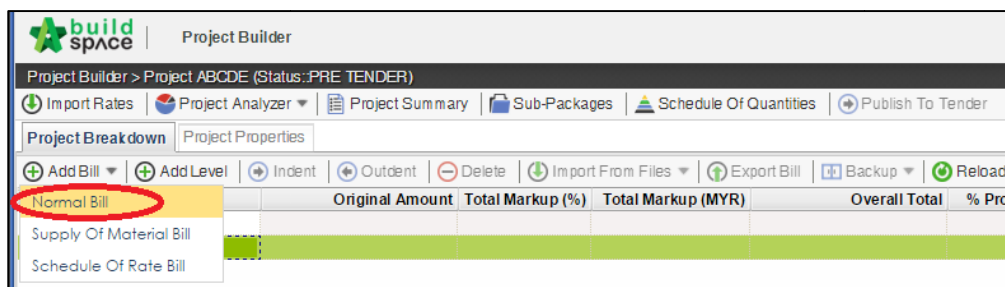 build space
Project Builder
Project Builder > Project ABCDE (Status::PRE TENDER)
Import Rates Project Analyzer Project Summary Sub-Packages Schedule Of Quantities Publish To Tender
Project Breakdown Project Properties
Add Bill Add Level Indent Outdent Delete Import From Files Export Bill Backup Reload
Normal Bill Original Amount Total Markup (%) Total Markup (MYR) Overall Total % Pro
Supply Of Material Bill
Schedule Of Rate Bill